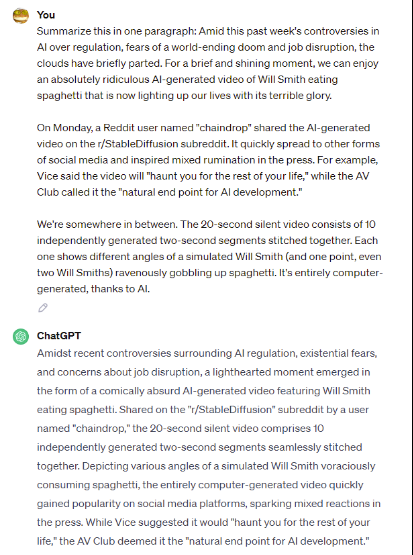 You
Summarize this in one paragraph: Amid this past week's controversies in
AI over regulation, fears of a world-ending doom and job disruption, the
clouds have briefly parted. For a brief and shining moment, we can enjoy
an absolutely ridiculous AI-generated video of Will Smith eating
spaghetti that is now lighting up our lives with its terrible glory.
On Monday, a Reddit user named "chaindrop" shared the AI-generated
video on the r/StableDiffusion subreddit. It quickly spread to other forms
of social media and inspired mixed rumination in the press. For example,
Vice said the video will "haunt you for the rest of your life," while the AV
Club called it the "natural end point for AI development."
We're somewhere in between. The 20-second silent video consists of 10
independently generated two-second segments stitched together. Each
one shows different angles of a simulated Will Smith (and one point, even
two Will Smiths) ravenously gobbling up spaghetti. It's entirely computer-
generated, thanks to AI.
ChatGPT
Amidst recent controversies surrounding AI regulation, existential fears,
and concerns about job disruption, a lighthearted moment emerged in
the form of a comically absurd AI-generated video featuring Will Smith
eating spaghetti. Shared on the "r/StableDiffusion" subreddit by a user
named "chaindrop," the 20-second silent video comprises 10
independently generated two-second segments seamlessly stitched
together. Depicting various angles of a simulated Will Smith voraciously
consuming spaghetti, the entirely computer-generated video quickly
gained popularity on social media platforms, sparking mixed reactions in
the press. While Vice suggested it would "haunt you for the rest of your
life," the AV Club deemed it the "natural end point for AI development."